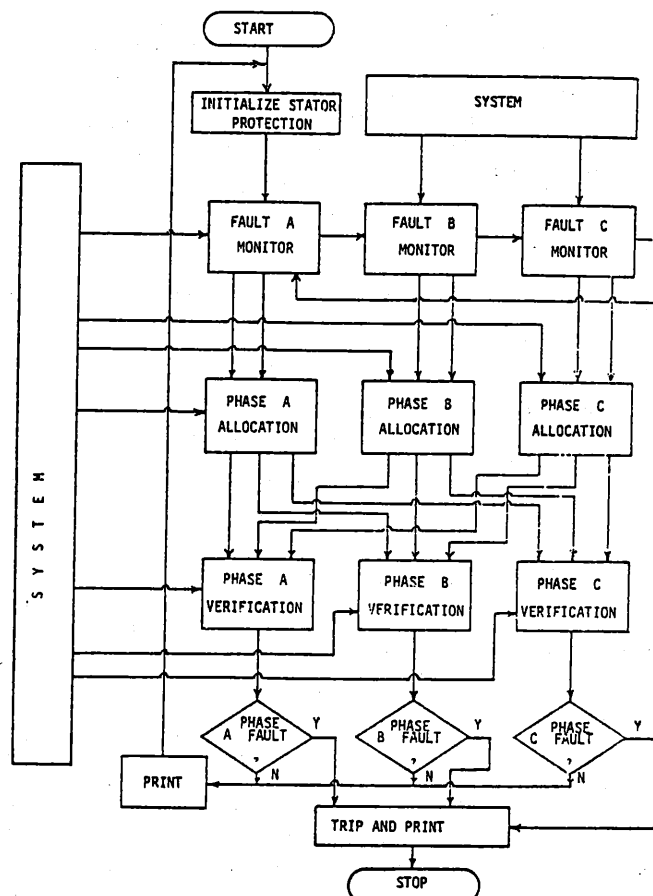 START
INITIALIZE STATOR
PROTECTION
SYSTEM
FAULT A
MONITOR
FAULT B
MONITOR
FAULT C
MONITOR
PHASE A
ALLOCATION
PHASE B
ALLOCATION
PHASE C
ALLOCATION
SYSTEM
PHASE A
VERIFICATION
PHASE B
VERIFICATION
PHASE C
VERIFICATION
A PHASE
FAULT
?
Y
N
B PHASE
FAULT
?
Y
N
C PHASE
FAULT
?
Y
N
PRINT
TRIP AND PRINT
STOP